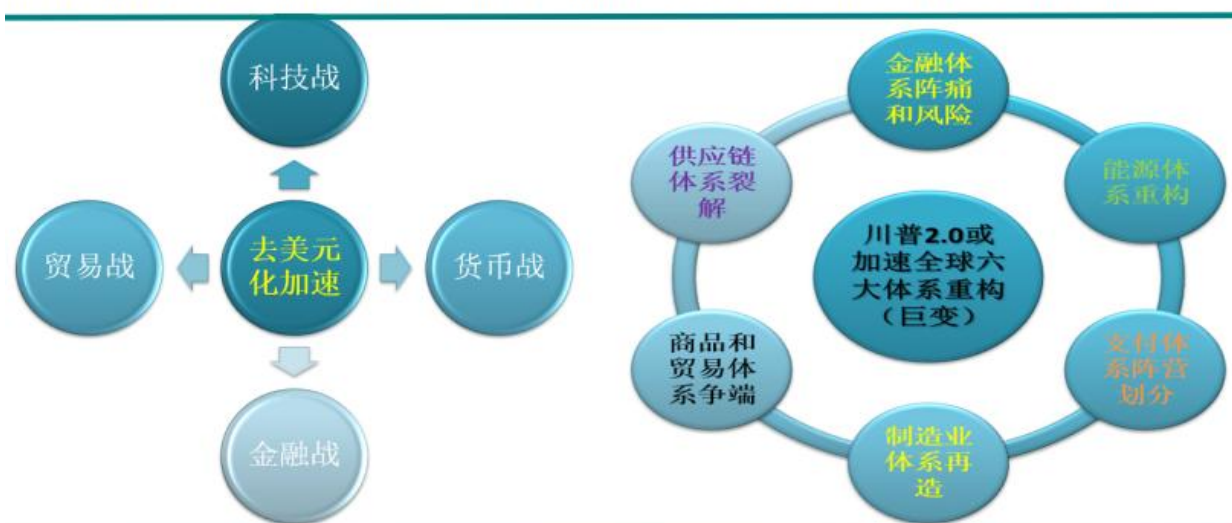 科技战
贸易战
去美元
化加速
货币战
金融战
金融体
系阵痛
和风险
供应链
体系裂
解
能源体
系重构
川普2.0或
加速全球六
大体系重构
（巨变）
商品和
贸易体
系争端
支付体
系阵营
划分
制造业
体系再
造